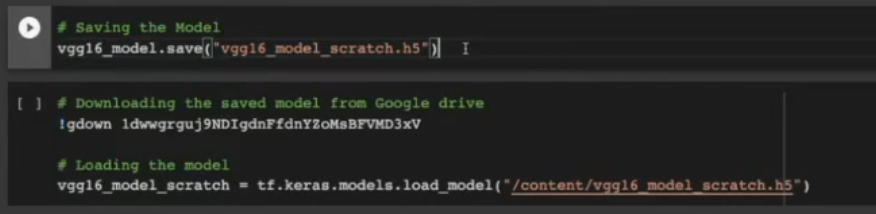 # Saving the Model
vgg16_model.save("vgg16_model_scratch.h5")
[ ] # Downloading the saved model from Google drive
!gdown 1dwwgrguj9NDIgdnFfdnYZoMsBFVMD3xV
# Loading the model
vgg16_model_scratch = tf.keras.models.load_model("/content/vgg16_model_scratch.h5")